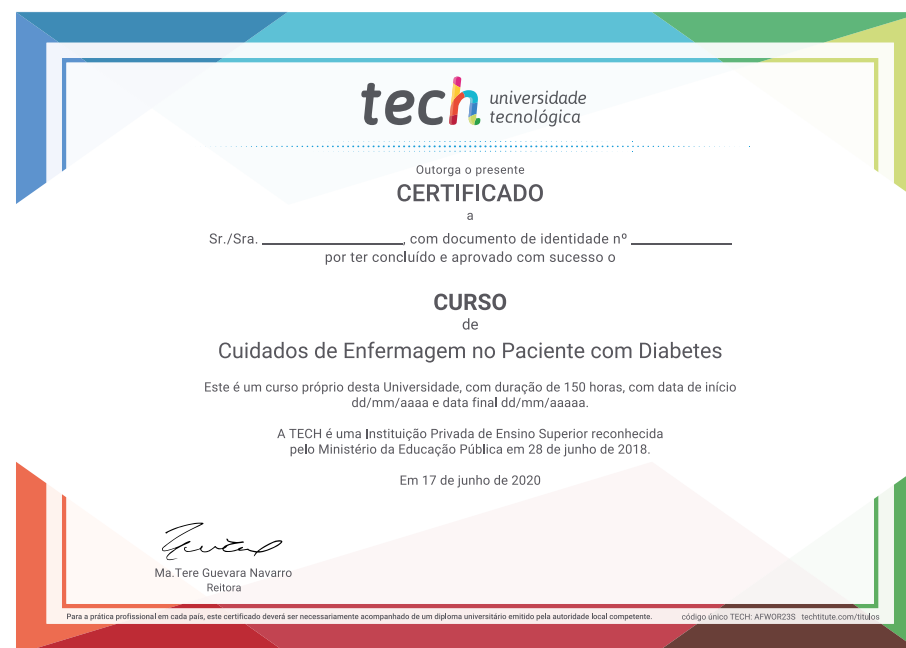 tech universidade
tecnológica
Outorga o presente
CERTIFICADO
a
Sr./Sra. ________________, com documento de identidade nº ____________
por ter concluído e aprovado com sucesso o
CURSO
de
Cuidados de Enfermagem no Paciente com Diabetes
Este é um curso próprio desta Universidade, com duração de 150 horas, com data de início
dd/mm/aaaa e data final dd/mm/aaaaa.
A TECH é uma Instituição Privada de Ensino Superior reconhecida
pelo Ministério da Educação Pública em 28 de junho de 2018.
Em 17 de junho de 2020
Ma.Tere Guevara Navarro
Reitora
Para a prática profissional em cada país, este certificado deverá ser necessariamente acompanhado de um diploma universitário emitido pela autoridade local competente. código único TECH: AFWOR23S techtitute.com/titulos